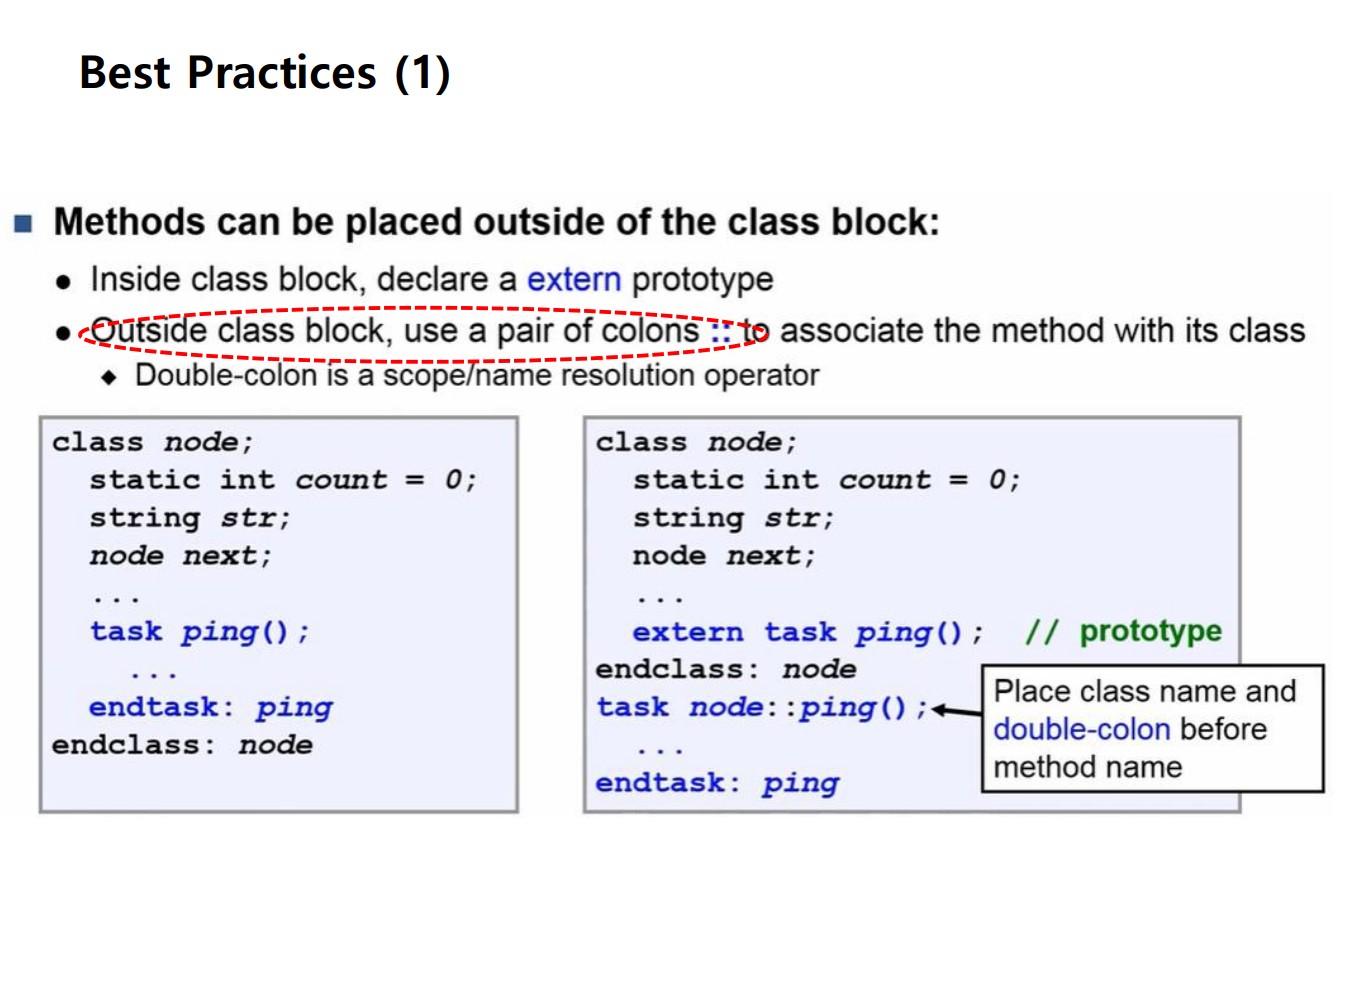 Best Practices (1)
Methods can be placed outside of the class block:
Inside class block, declare a extern prototype
Outside class block, use a pair of colons :: to associate the method with its class
Double-colon is a scope/name resolution operator
class node;
static int count = 0;
string str;
node next;
...
task ping();
...
endtask: ping
endclass: node
class node;
static int count = 0;
string str;
node next;
...
extern task ping(); // prototype
endclass: node
task node::ping();
...
endtask: ping
Place class name and
double-colon before
method name